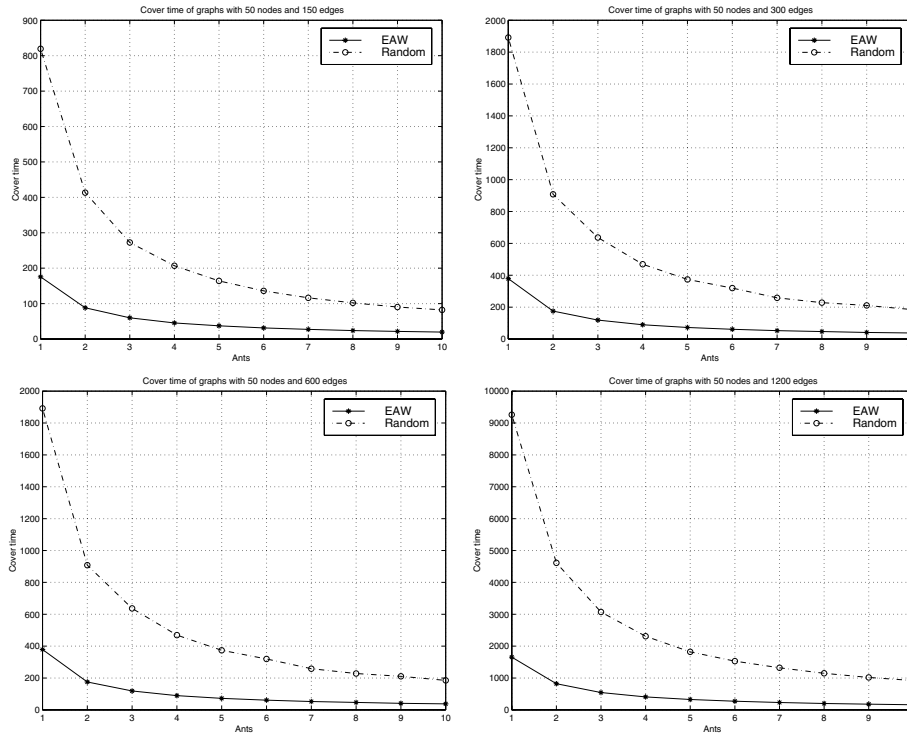 Cover time of graphs with 50 nodes and 150 edges
900
800
700
600
500
400
300
200
100
0
Cover time
EAW
Random
1 2 3 4 5 6 7 8 9 10
Ants
Cover time of graphs with 50 nodes and 300 edges
2000
1800
1600
1400
1200
1000
800
600
400
200
0
Cover time
EAW
Random
1 2 3 4 5 6 7 8 9
Ants
Cover time of graphs with 50 nodes and 600 edges
2000
1800
1600
1400
1200
1000
800
600
400
200
0
Cover time
EAW
Random
1 2 3 4 5 6 7 8 9 10
Ants
Cover time of graphs with 50 nodes and 1200 edges
10000
9000
8000
7000
6000
5000
4000
3000
2000
1000
0
Cover time
EAW
Random
1 2 3 4 5 6 7 8 9
Ants